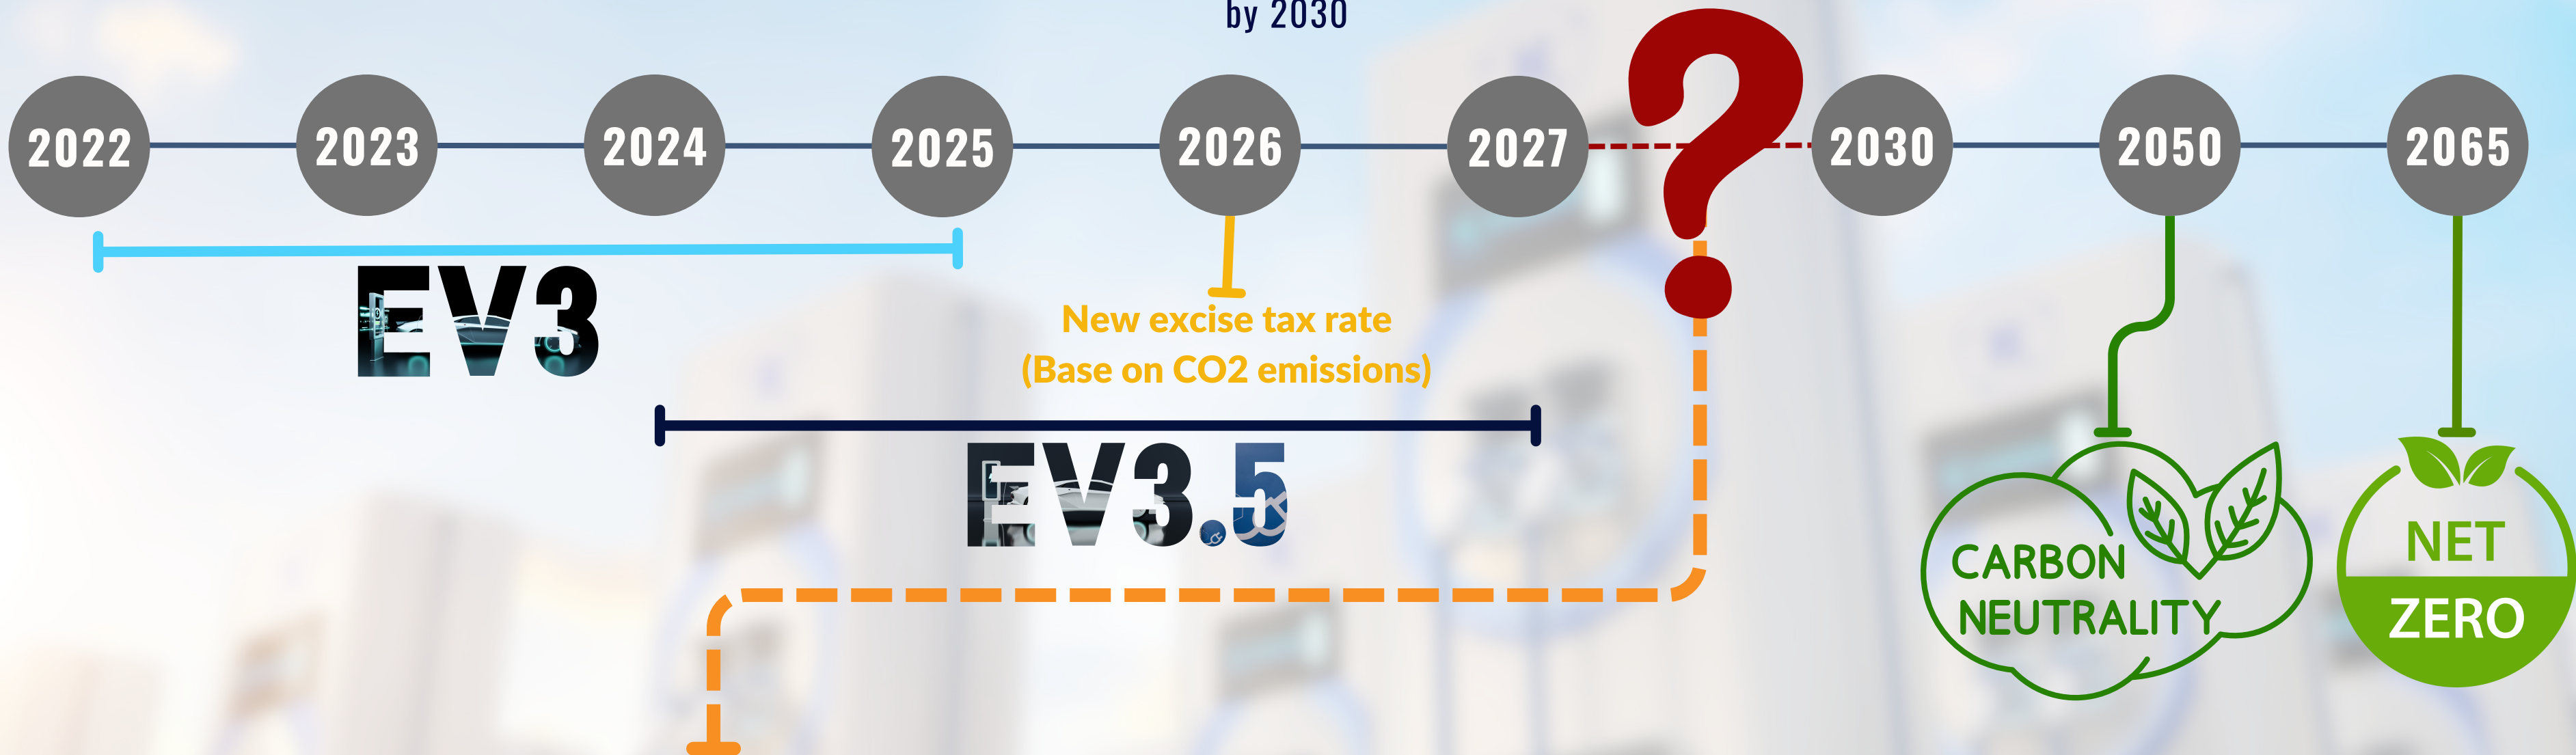 by 2030
2022
2023
2024
2025
2026
2027
?
2030
2050
2065
EV3
New excise tax rate
(Base on CO2 emissions)
EV3.5
CARBON
NEUTRALITY
NET
ZERO